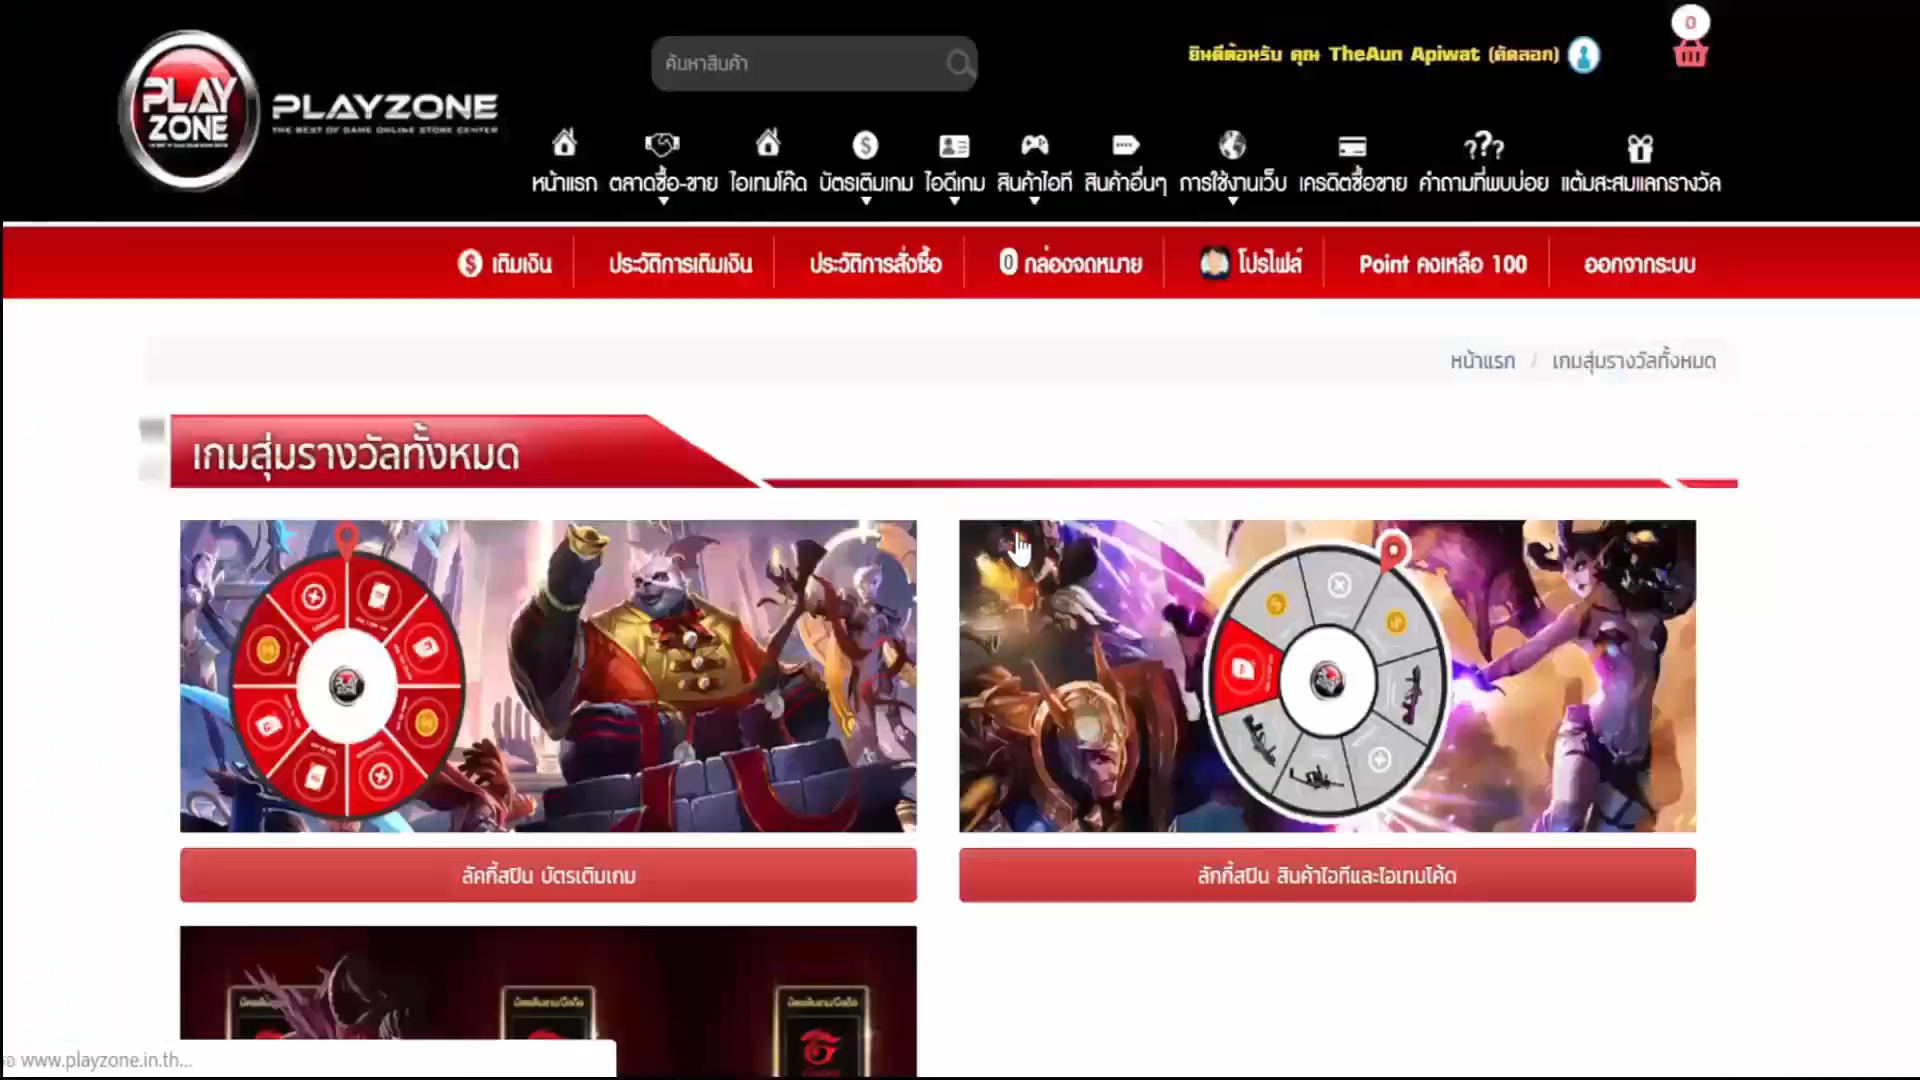 PLAY ZONE
PLAYZONE
THE BEST OF GAME ONLINE STORE CENTER
ค้นหาสินค้า
ยินดีต้อนรับ คุณ TheAun Apiwat (คัดลอก)
0
หน้าแรก ตลาดซื้อ-ขาย ไอเทมโค๊ด บัตรเติมเกม ไอดีเกม สินค้าไอที สินค้าอื่นๆ การใช้งานเว็บ เครดิตซื้อขาย คำถามที่พบบ่อย แต้มสะสมแลกรางวัล
เติมเงิน ประวัติการเติมเงิน ประวัติการสั่งซื้อ 0 กล่องจดหมาย โปรไฟล์ Point คงเหลือ 100 ออกจากระบบ
หน้าแรก / เกมสุ่มรางวัลทั้งหมด
เกมสุ่มรางวัลทั้งหมด
ลัคกี้สปิน บัตรเติมเกม
ลักกี้สปิน สินค้าไอทีและไอเทมโค้ด
www.playzone.in.th...